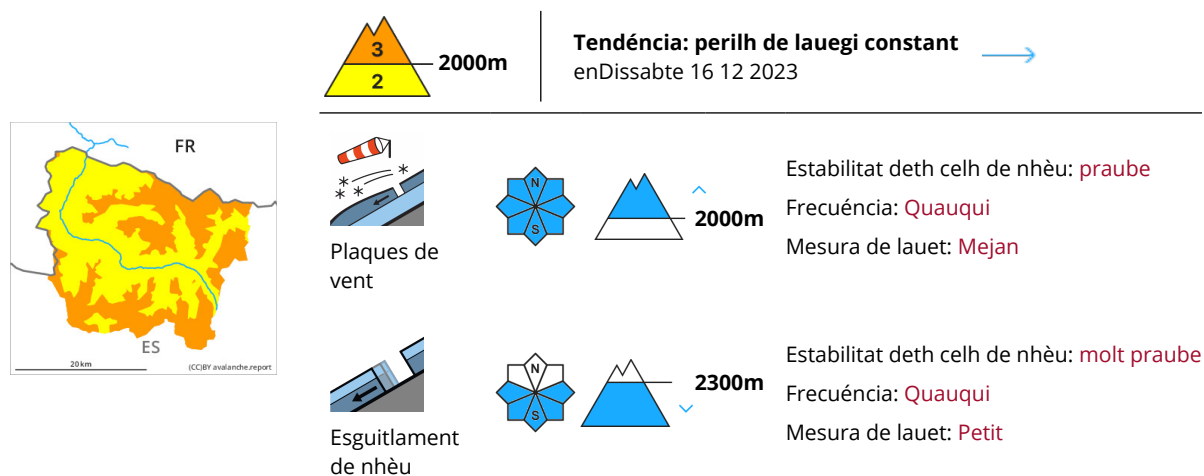 3
2
2000m
Tendéncia: perilh de lauegi constant
enDissabte 16 12 2023
FR
ES
20 km
(CC)BY avalanche.report
Plaques de
vent
N
S
2000m
Estabilitat deth celh de nhèu: praube
Frecuéncia: Quauqui
Mesura de lauet: Mejan
Esguitlament
de nhèu
N
S
2300m
Estabilitat deth celh de nhèu: molt praube
Frecuéncia: Quauqui
Mesura de lauet: Petit